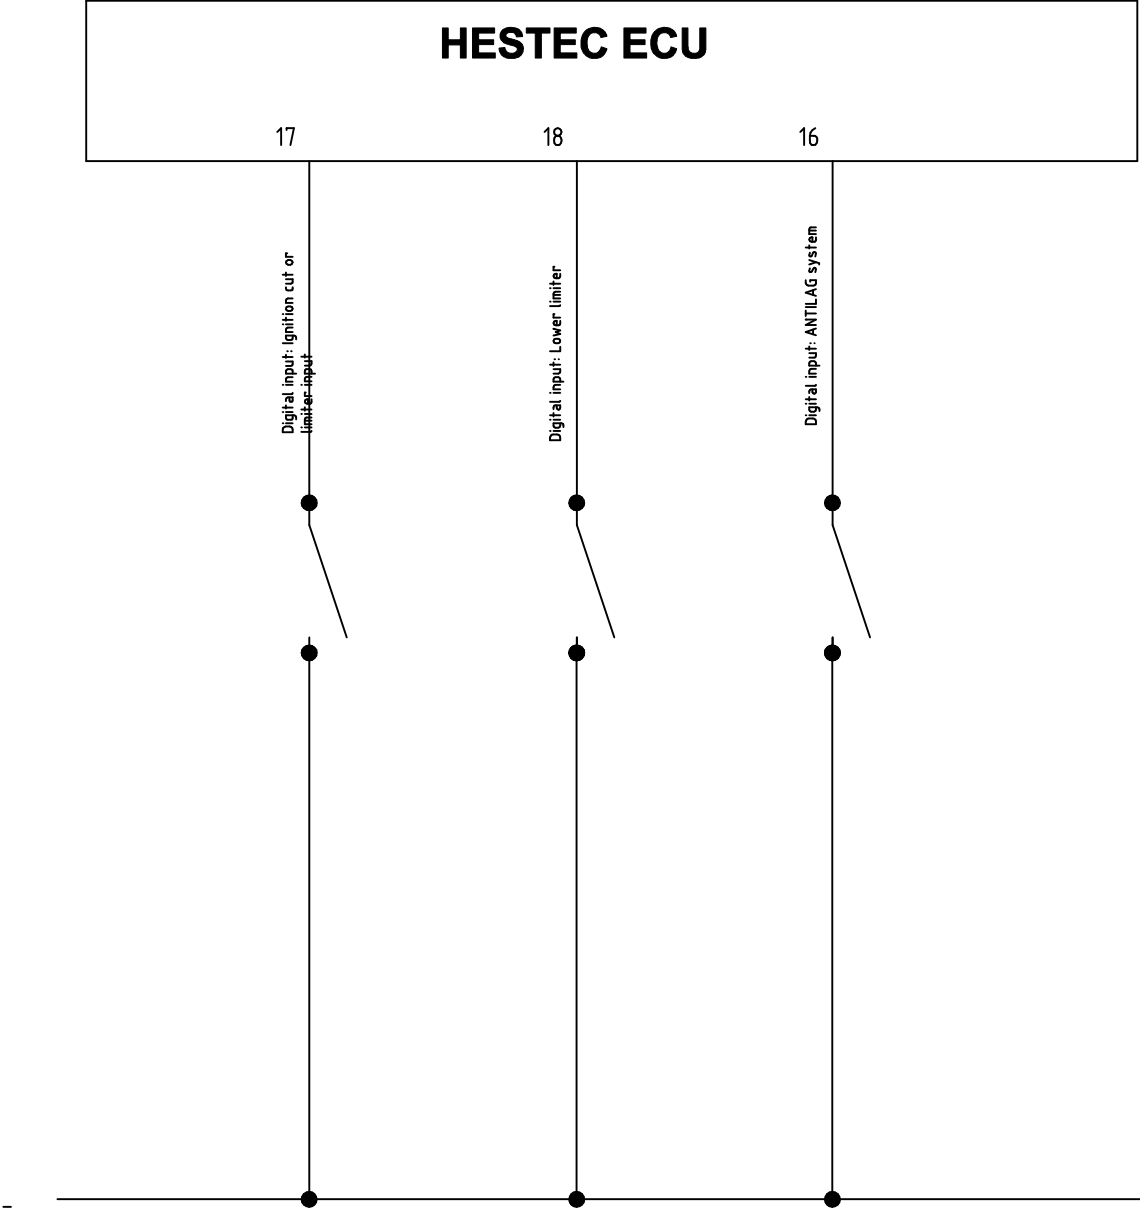 HESTEC ECU
17
18
16
Digital input: Ignition cut or
limiter input
Digital input: Lower limiter
Digital input: ANTILAG system
-